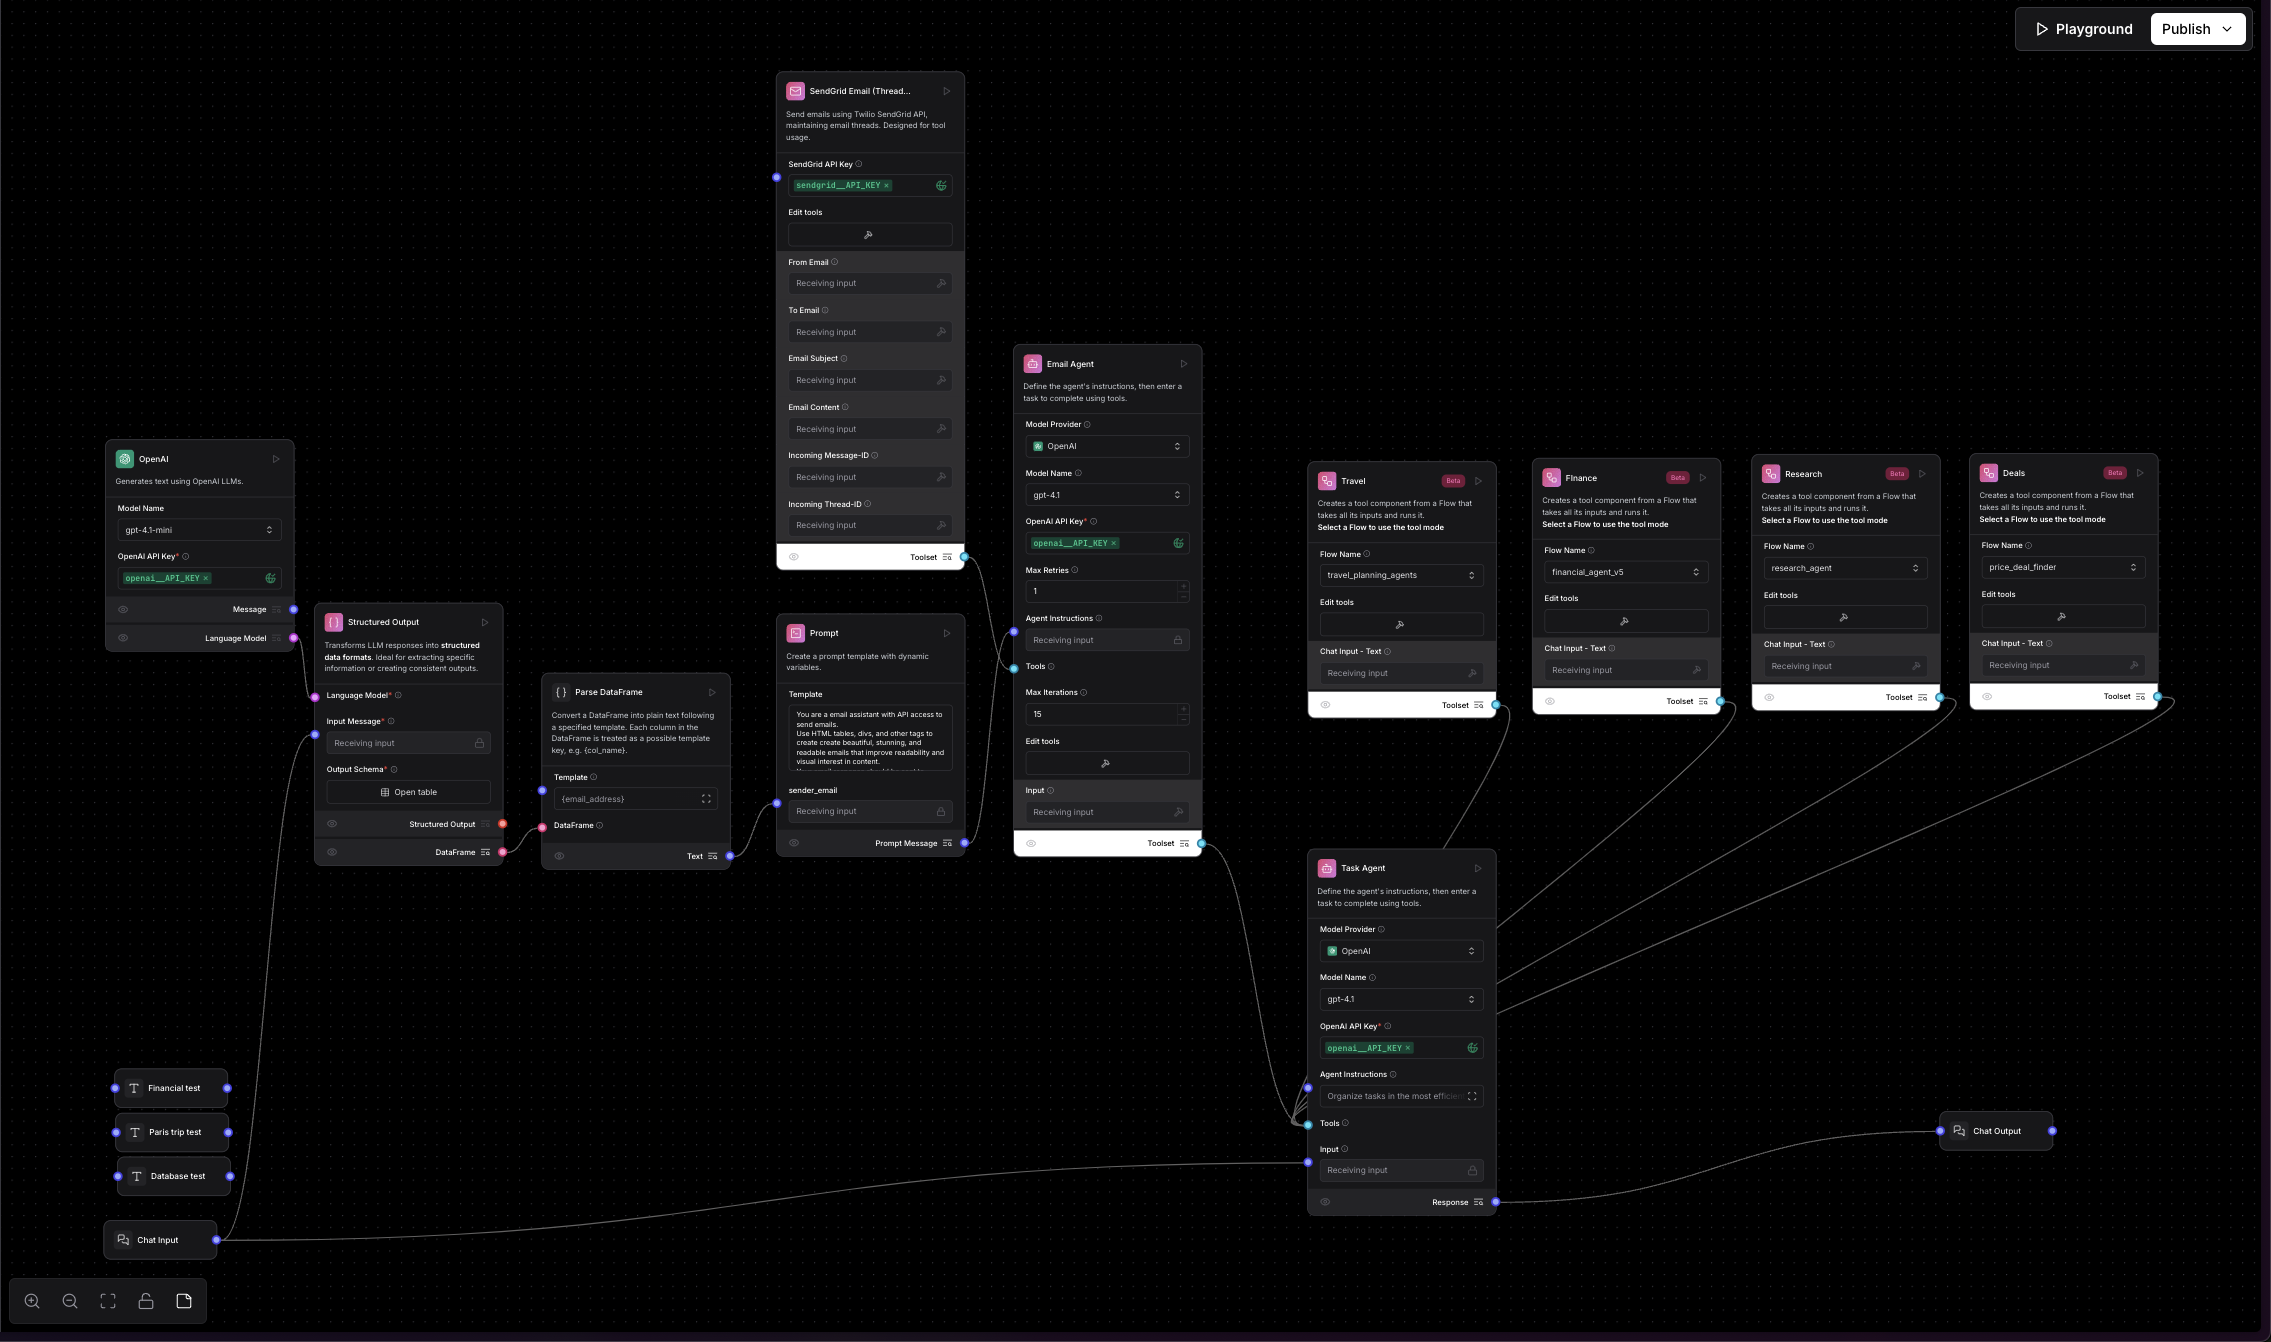 Playground
Publish
SendGrid Email (Thread...
Send emails using Twilio SendGrid API,
maintaining email threads. Designed for tool
usage.
SendGrid API Key
sendgrid__API_KEY ×
Edit tools
From Email
Receiving input
To Email
Receiving input
Email Subject
Receiving input
Email Content
Receiving input
Incoming Message-ID
Receiving input
Incoming Thread-ID
Receiving input
Toolset
OpenAI
Generates text using OpenAI LLMs.
Model Name
gpt-4.1-mini
OpenAI API Key*
openai__API_KEY ×
Message
Language Model
Structured Output
Transforms LLM responses into structured
data formats. Ideal for extracting specific
information or creating consistent outputs.
Language Model*
Input Message*
Receiving input
Output Schema*
Open table
Structured Output
DataFrame
Parse DataFrame
Convert a DataFrame into plain text following
a specified template. Each column in the
DataFrame is treated as a possible template
key, e.g. {col_name}.
Template
{email_address}
DataFrame
Text
Prompt
Create a prompt template with dynamic
variables.
Template
You are a email assistant with API access to
send emails.
Use HTML tables, divs, and other tags to
create create beautiful, stunning, and
readable emails that improve readability and
visual interest in content.
sender_email
Receiving input
Prompt Message
Email Agent
Define the agent's instructions, then enter a
task to complete using tools.
Model Provider
OpenAI
Model Name
gpt-4.1
OpenAI API Key*
openai__API_KEY ×
Max Retries
1
Agent Instructions
Receiving input
Tools
Max Iterations
15
Edit tools
Input
Receiving input
Toolset
Travel
Beta
Creates a tool component from a Flow that
takes all its inputs and runs it.
Select a Flow to use the tool mode
Flow Name
travel_planning_agents
Edit tools
Chat Input - Text
Receiving input
Toolset
FInance
Beta
Creates a tool component from a Flow that
takes all its inputs and runs it.
Select a Flow to use the tool mode
Flow Name
financial_agent_v5
Edit tools
Chat Input - Text
Receiving input
Toolset
Research
Beta
Creates a tool component from a Flow that
takes all its inputs and runs it.
Select a Flow to use the tool mode
Flow Name
research_agent
Edit tools
Chat Input - Text
Receiving input
Toolset
Deals
Beta
Creates a tool component from a Flow that
takes all its inputs and runs it.
Select a Flow to use the tool mode
Flow Name
price_deal_finder
Edit tools
Chat Input - Text
Receiving input
Toolset
Task Agent
Define the agent's instructions, then enter a
task to complete using tools.
Model Provider
OpenAI
Model Name
gpt-4.1
OpenAI API Key*
openai__API_KEY ×
Agent Instructions
Organize tasks in the most efficien
Tools
Input
Receiving input
Response
Financial test
Paris trip test
Database test
Chat Input
Chat Output